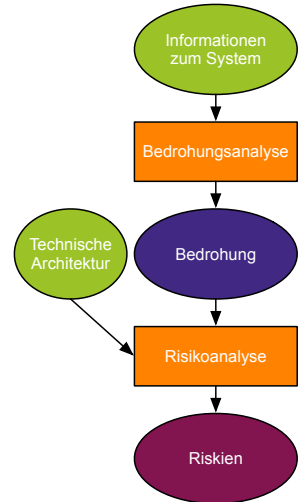 Informationen
zum System
Bedrohungsanalyse
Technische
Architektur
Bedrohung
Risikoanalyse
Riskien